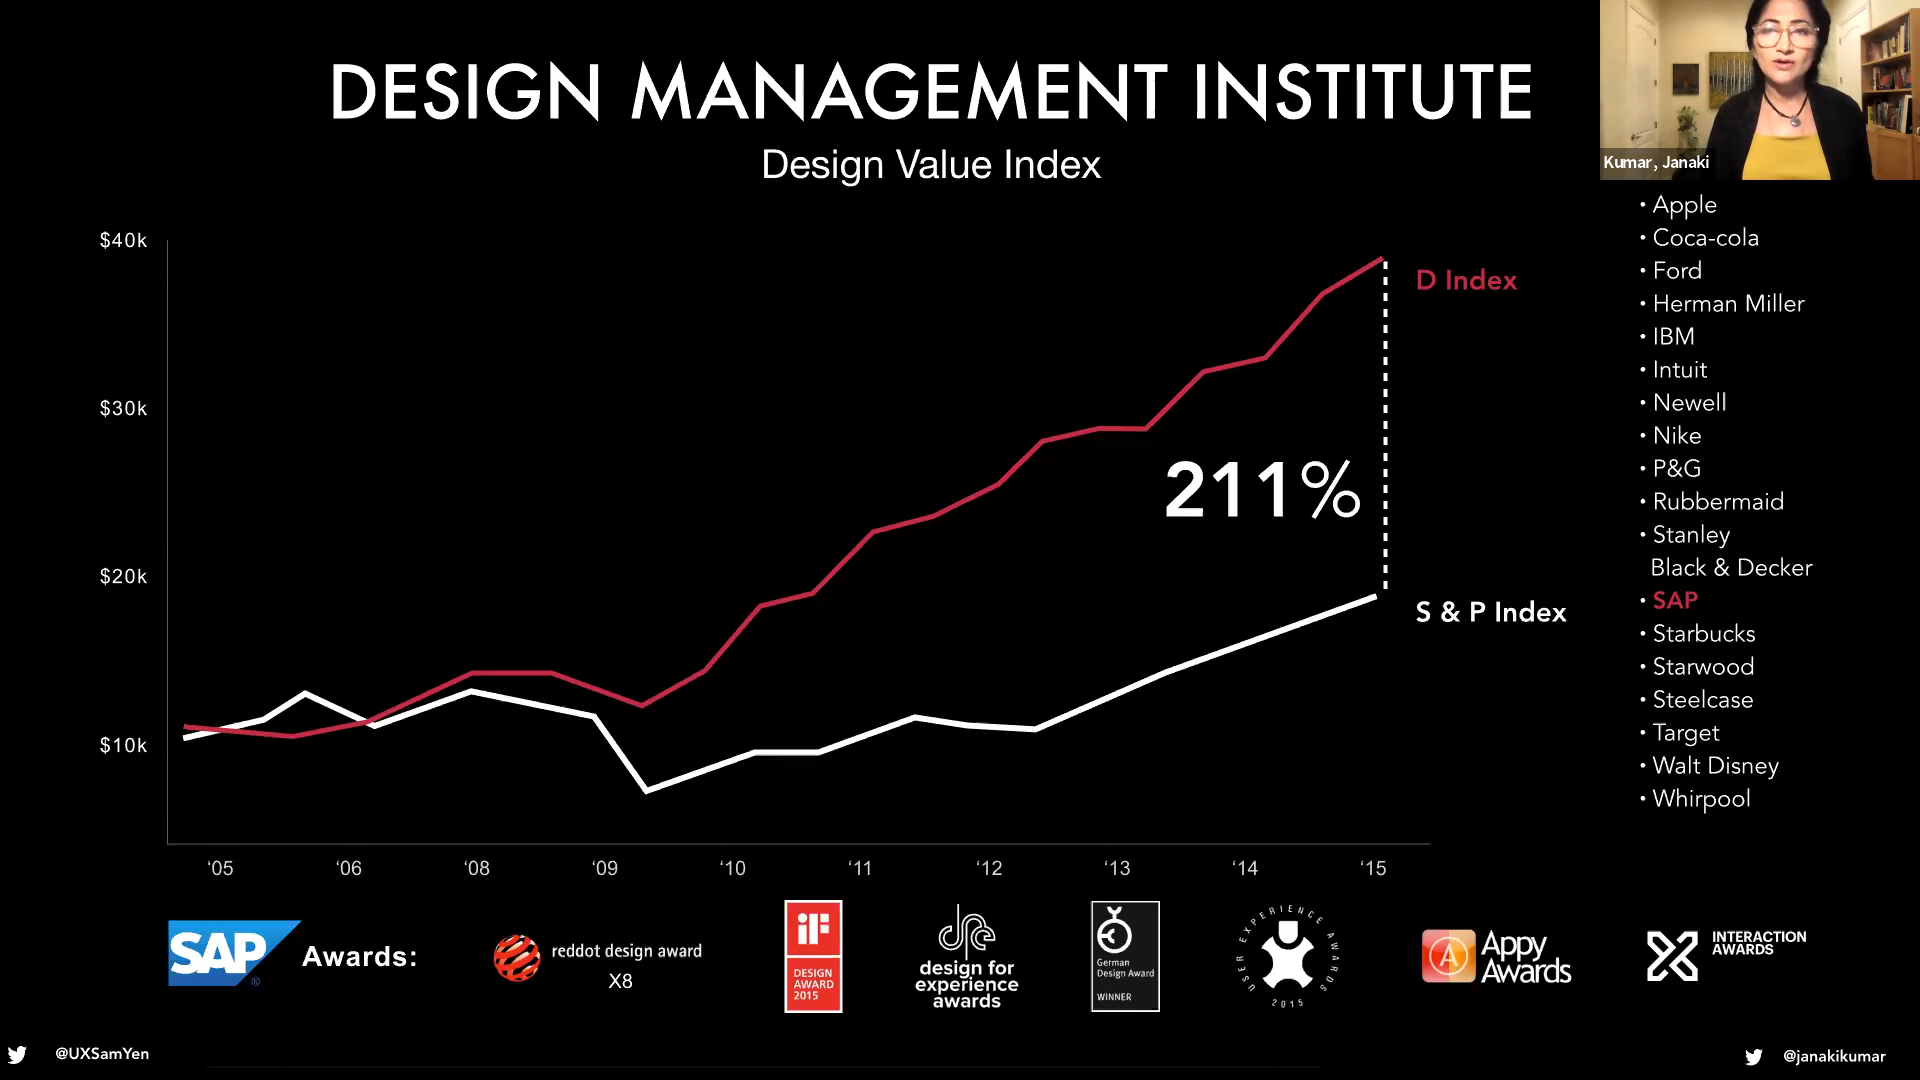 DESIGN MANAGEMENT INSTITUTE
Design Value Index
Kumar, Janaki
$40k
$30k
$20k
$10k
D Index
211%
S & P Index
• Apple
• Coca-cola
• Ford
• Herman Miller
• IBM
• Intuit
• Newell
• Nike
• P&G
• Rubbermaid
• Stanley
Black & Decker
• SAP
• Starbucks
• Starwood
• Steelcase
• Target
• Walt Disney
• Whirpool
‘05 ‘06 ‘08 ‘09 ‘10 ‘11 ‘12 ‘13 ‘14 ‘15
SAP ®
Awards:
reddot design award
X8
iF
DESIGN
AWARD
2015
design for
experience
awards
German
Design Award
WINNER
USER EXPERIENCE AWARDS
2015
A
Appy
Awards
INTERACTION
AWARDS
@UXSamYen
@janakikumar